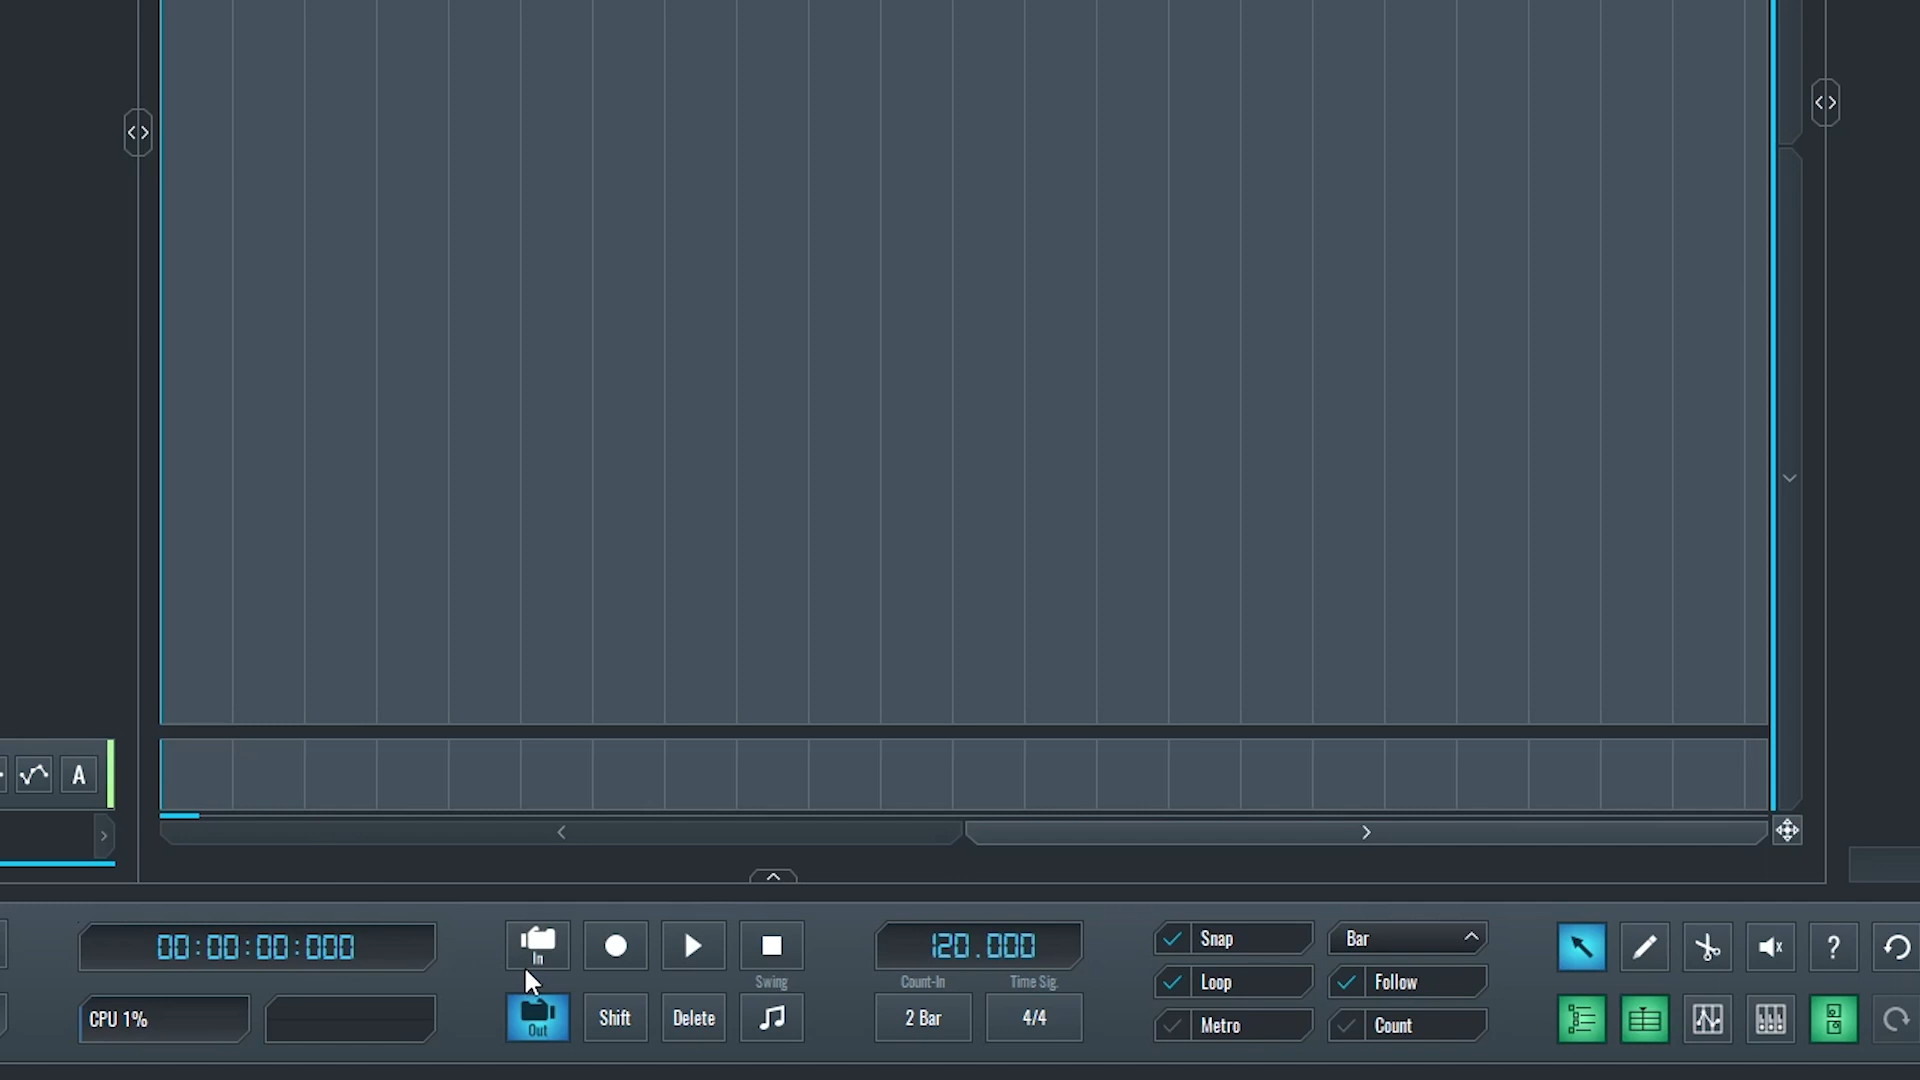 A
00:00:00:000
In
120.000
Snap
Bar
Swing
Count-In
Time Sig.
Loop
Follow
CPU 1%
Out
Shift
Delete
2 Bar
4/4
Metro
Count
?